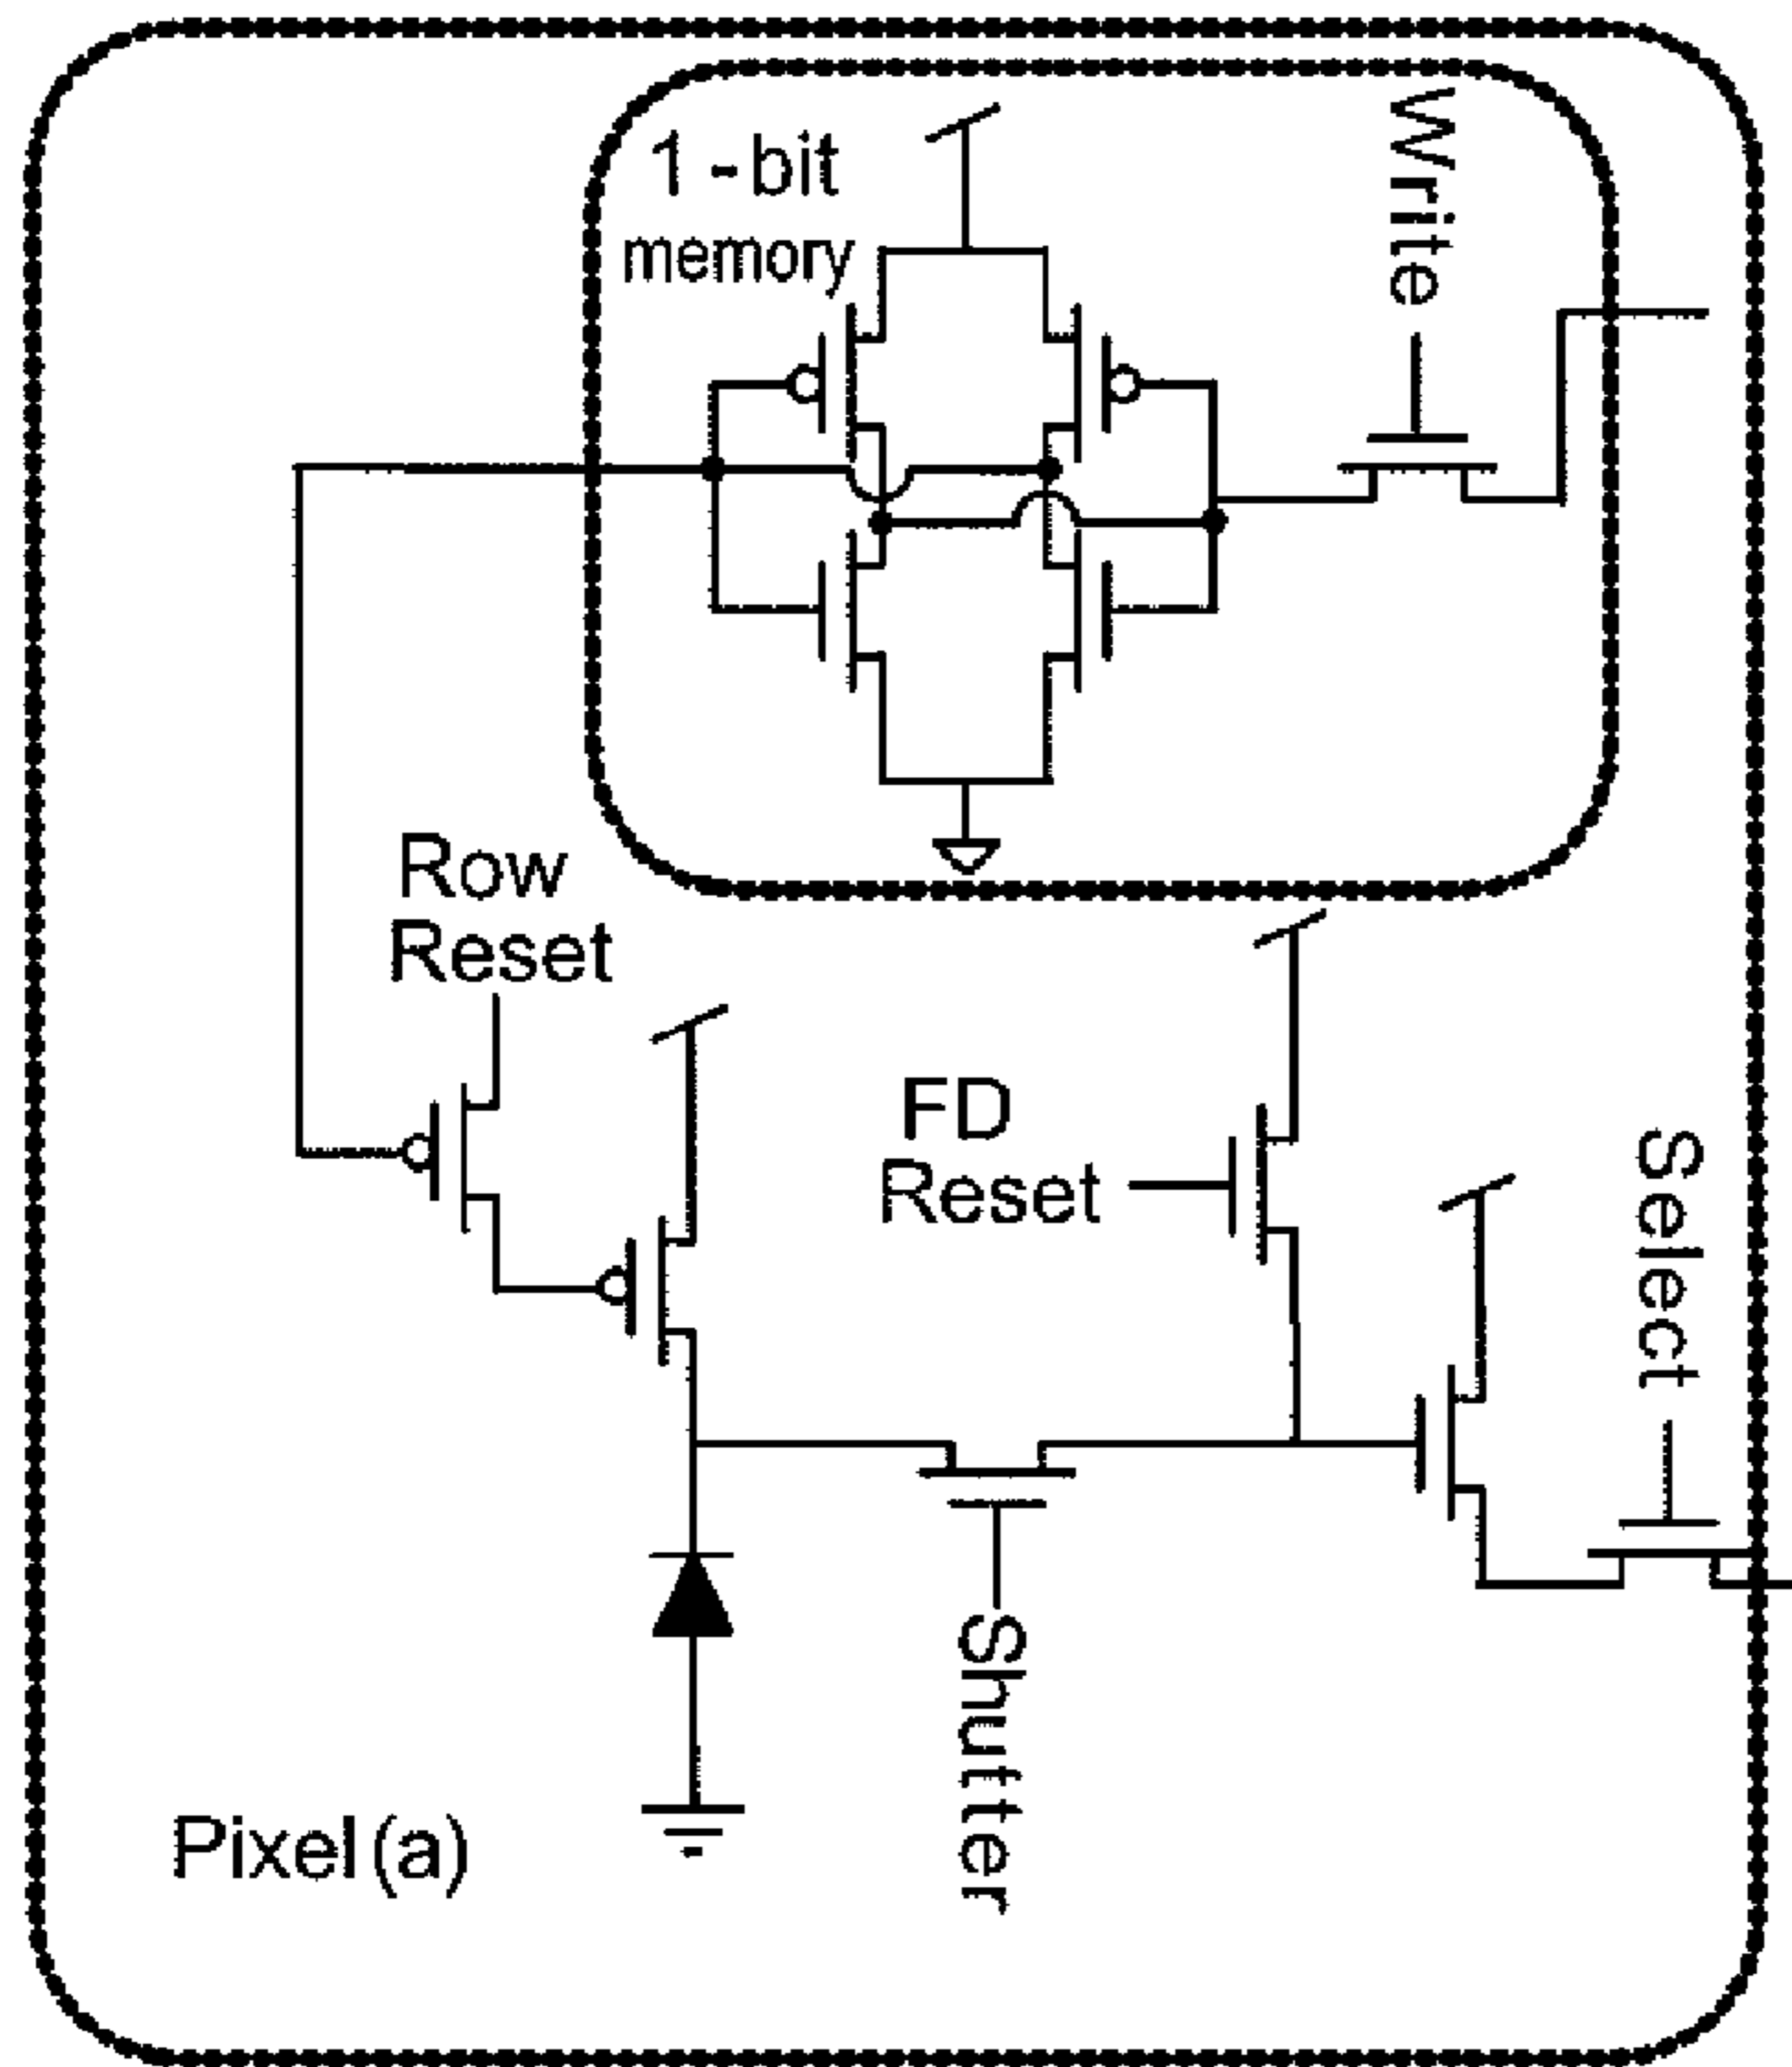 1-bit
memory
Write
Row
Reset
FD
Reset
Select
Shutter
Pixel (a)